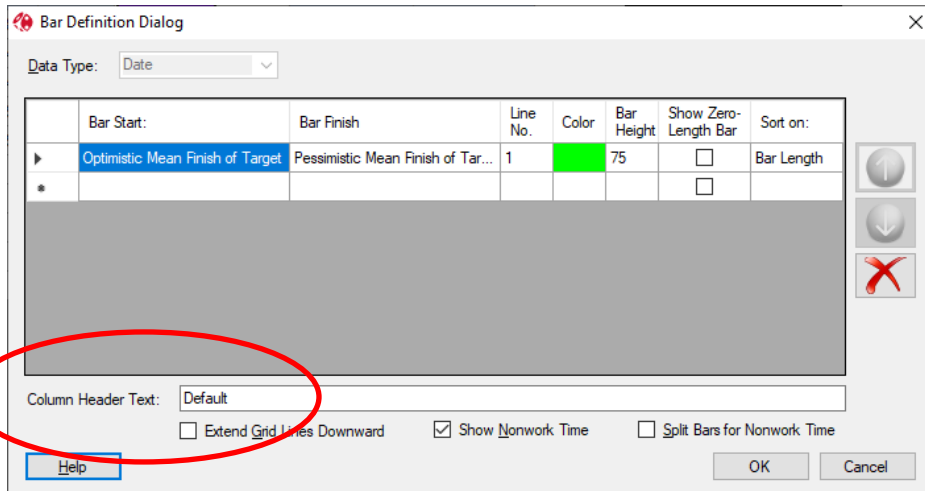 Bar Definition Dialog
Data Type: Date
Bar Start: Bar Finish Line No. Color Bar Height Show Zero-Length Bar Sort on:
Optimistic Mean Finish of Target Pessimistic Mean Finish of Tar... 1 75 Bar Length
Column Header Text: Default
Extend Grid Lines Downward Show Nonwork Time Split Bars for Nonwork Time
Help OK Cancel